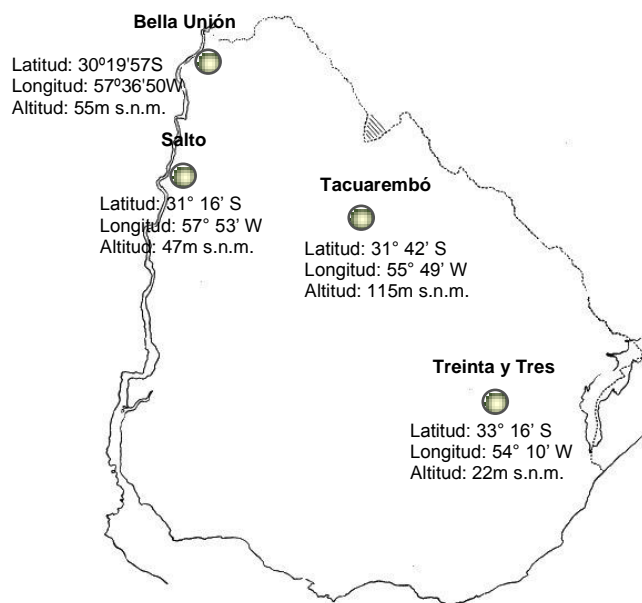 Bella Unión
Latitud: 30º19'57S
Longitud: 57º36'50W
Altitud: 55m s.n.m.
Salto
Latitud: 31° 16’ S
Longitud: 57° 53’ W
Altitud: 47m s.n.m.
Tacuarembó
Latitud: 31° 42’ S
Longitud: 55° 49’ W
Altitud: 115m s.n.m.
Treinta y Tres
Latitud: 33° 16’ S
Longitud: 54° 10’ W
Altitud: 22m s.n.m.